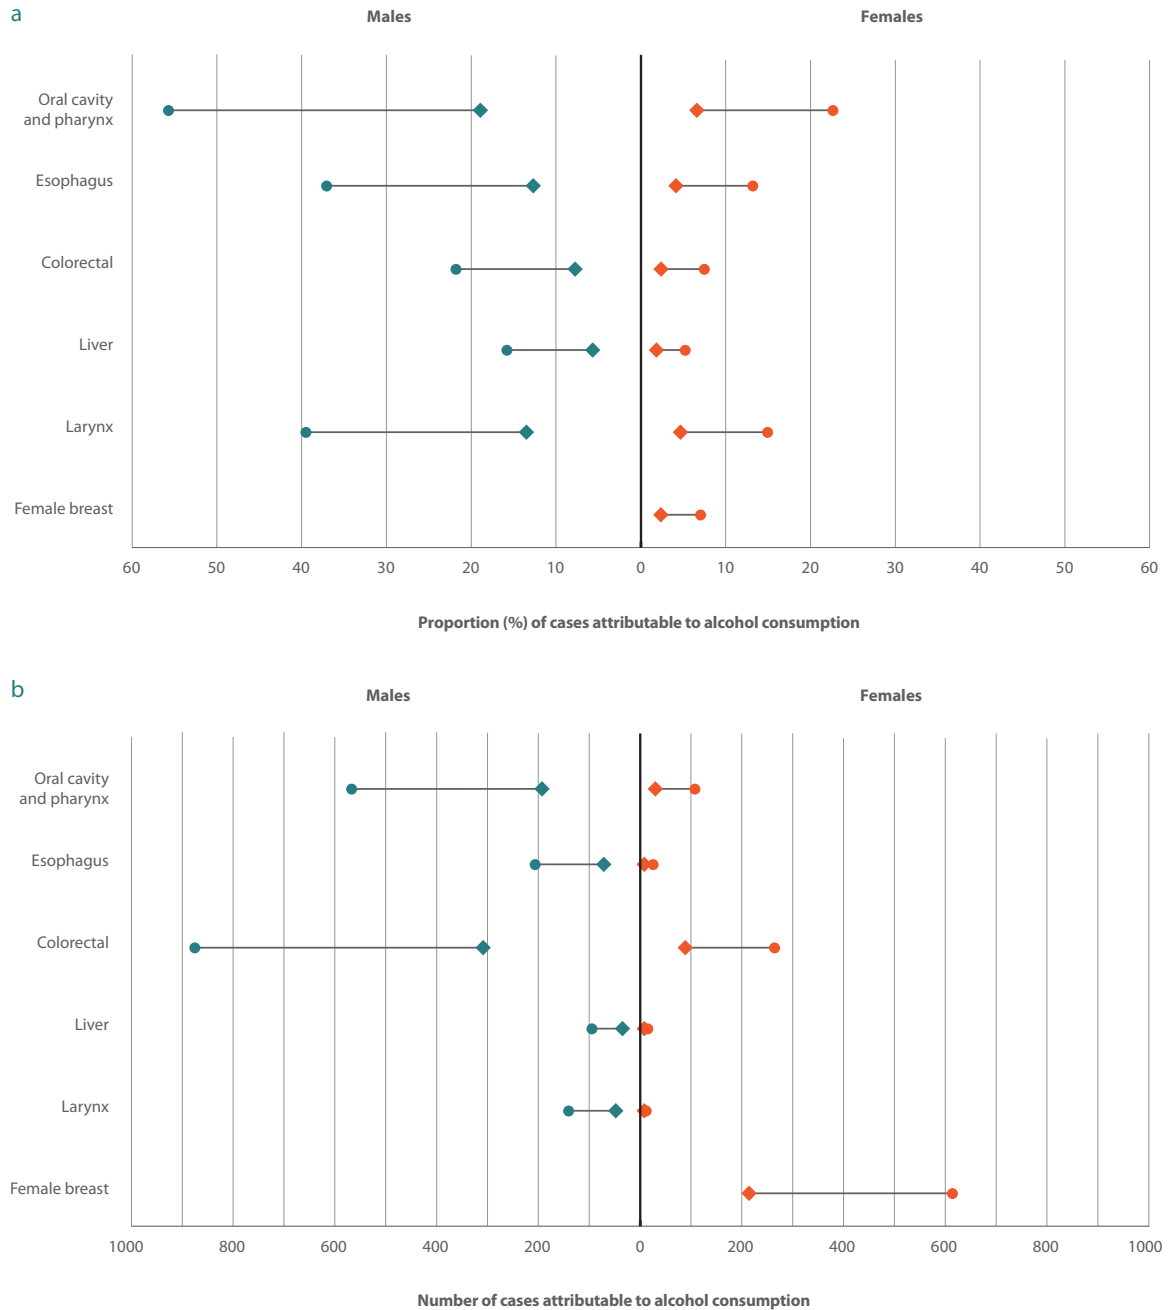 a
Males
Females
Oral cavity
and pharynx
Esophagus
Colorectal
Liver
Larynx
Female breast
60 50 40 30 20 10 0 10 20 30 40 50 60
Proportion (%) of cases attributable to alcohol consumption
b
Males
Females
Oral cavity
and pharynx
Esophagus
Colorectal
Liver
Larynx
Female breast
1000 800 600 400 200 0 200 400 600 800 1000
Number of cases attributable to alcohol consumption